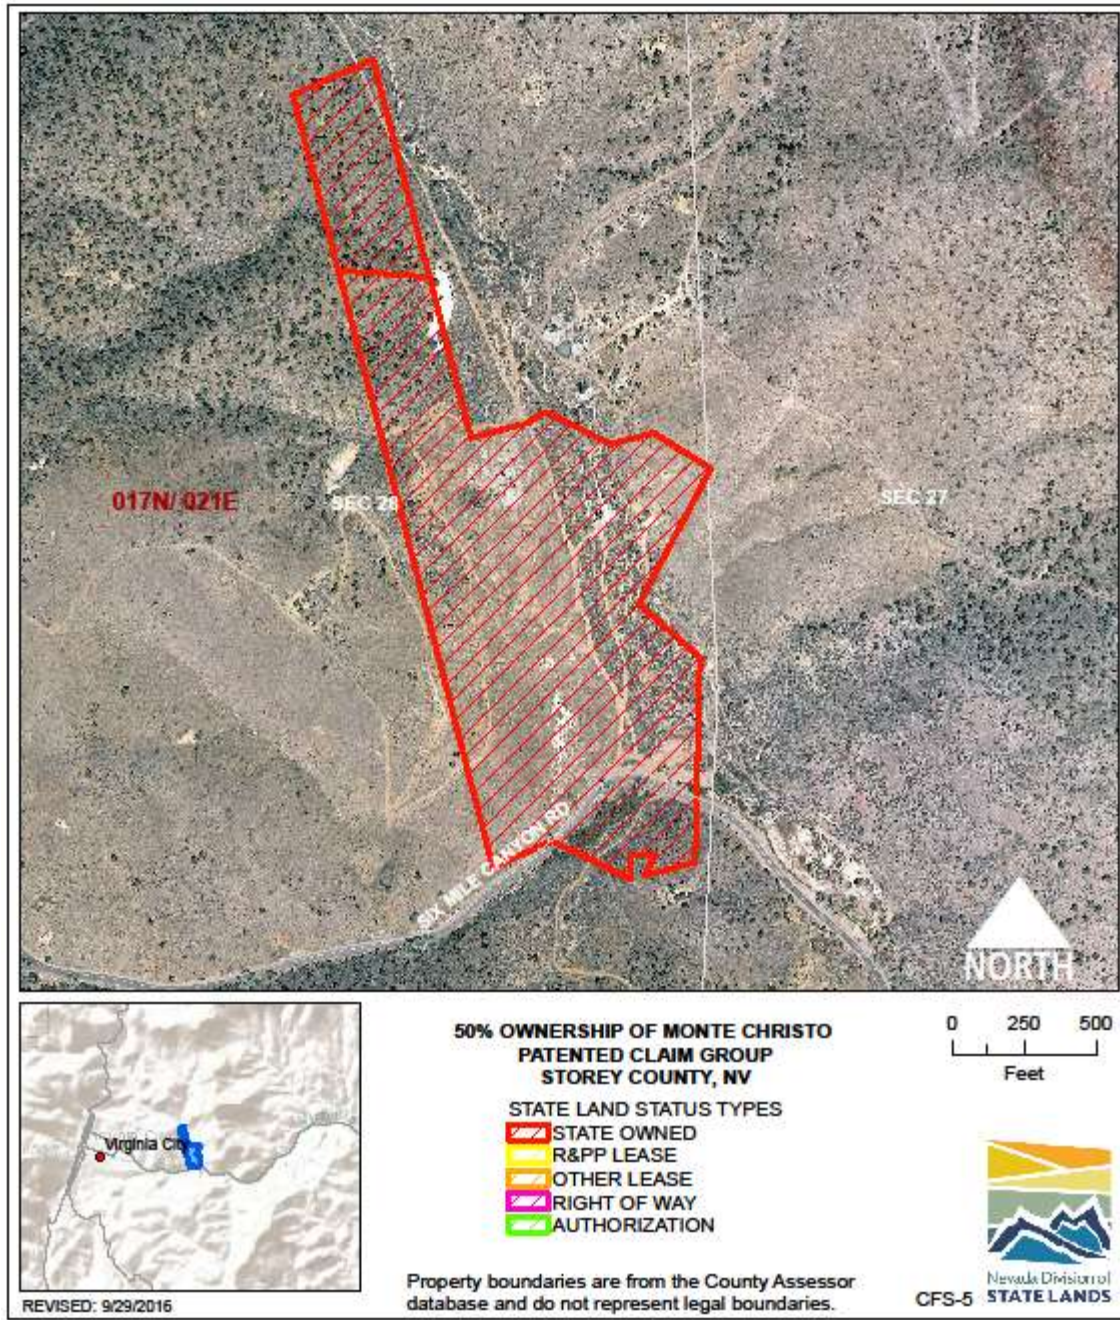 017N/ 021E
SEC 28
SEC 27
SIX MILE CANYON RD
NORTH
Virginia City
REVISED: 9/29/2016
50% OWNERSHIP OF MONTE CHRISTO
PATENTED CLAIM GROUP
STOREY COUNTY, NV
STATE LAND STATUS TYPES
STATE OWNED
R&PP LEASE
OTHER LEASE
RIGHT OF WAY
AUTHORIZATION
Property boundaries are from the County Assessor
database and do not represent legal boundaries.
0 250 500
Feet
CFS-5
Nevada Division of
STATE LANDS